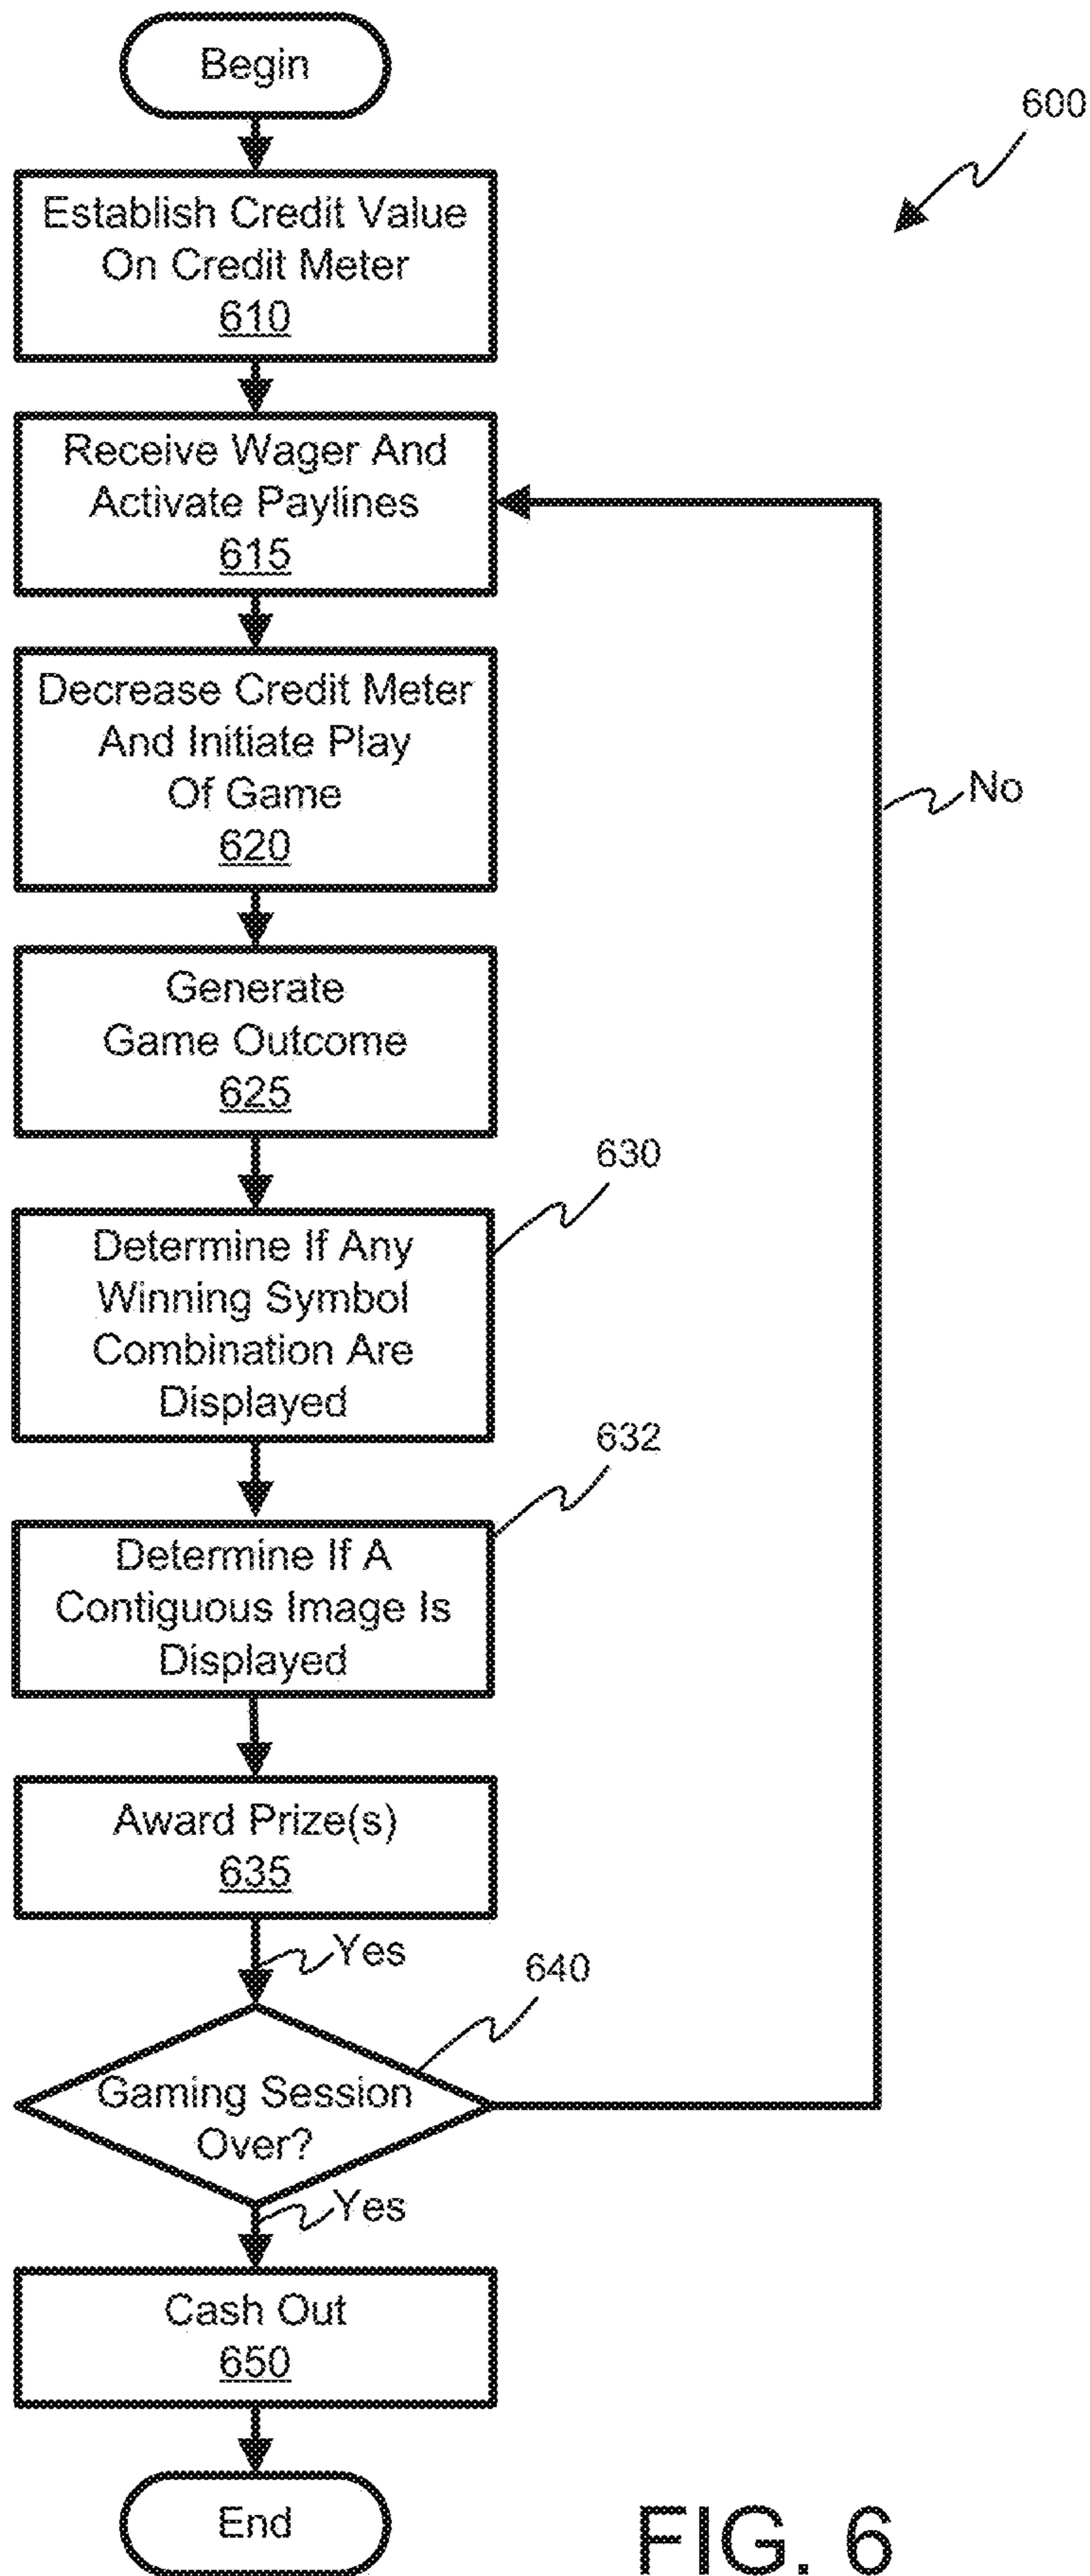 Begin
600
Establish Credit Value
On Credit Meter
610
Receive Wager And
Activate Paylines
615
Decrease Credit Meter
And Initiate Play
Of Game
620
No
Generate
Game Outcome
625
630
Determine If Any
Winning Symbol
Combination Are
Displayed
632
Determine If A
Contiguous Image Is
Displayed
Award Prize(s)
635
Yes
640
Gaming Session
Over?
Yes
Cash Out
650
End
FIG. 6